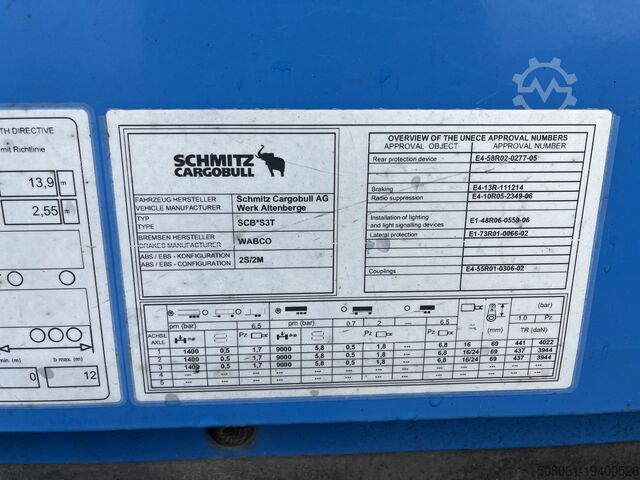 TH DIRECTIVE
mit Richtlinie
13,9 m
2,55 m
min. (m) b max. (m)
0 12
SCHMITZ
CARGOBULL
FAHRZEUG HERSTELLER
VEHICLE MANUFACTURER
Schmitz Cargobull AG
Werk Altenberge
TYP
TYPE
SCB*S3T
BREMSEN HERSTELLER
BRAKES MANUFACTURER
WABCO
ABS / EBS - KONFIGURATION
ABS / EBS - CONFIGURATION
2S/2M
OVERVIEW OF THE UNECE APPROVAL NUMBERS
APPROVAL OBJECT APPROVAL NUMBER
Rear protection device E4-58R02-0277-05
Braking E4-13R-111214
Radio suppression E4-10R05-2349-06
Installation of lighting
and light signalling devices E1-48R06-0559-06
Lateral protection E1-73R01-0066-02
Couplings E4-55R01-0306-02
(bar)
pm (bar) 6.5 pm (bar) 0.7 2 --- 6.5 (mm) 1.0 Pz
ACHSE
AXLE
Pz Pz TR (daN)
1 1400 0,5 1,7 9000 5,8 0,5 1,8 --- 6,8 16 69 441 4022
2 1400 0,5 1,7 9000 5,8 0,5 1,8 --- 6,8 16/24 69 437 3944
3 1400 0,5 1,7 9000 5,8 0,5 1,8 --- 6,8 16/24 69 437 3944
4 --- --- --- --- --- --- --- --- --- --- --- --- ---
5 --- --- --- --- --- --- --- --- --- --- --- --- ---